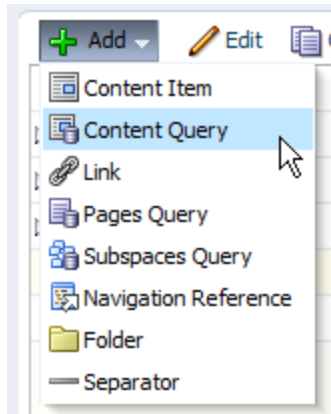 Add Edit
Content Item
Content Query
Link
Pages Query
Subspaces Query
Navigation Reference
Folder
Separator